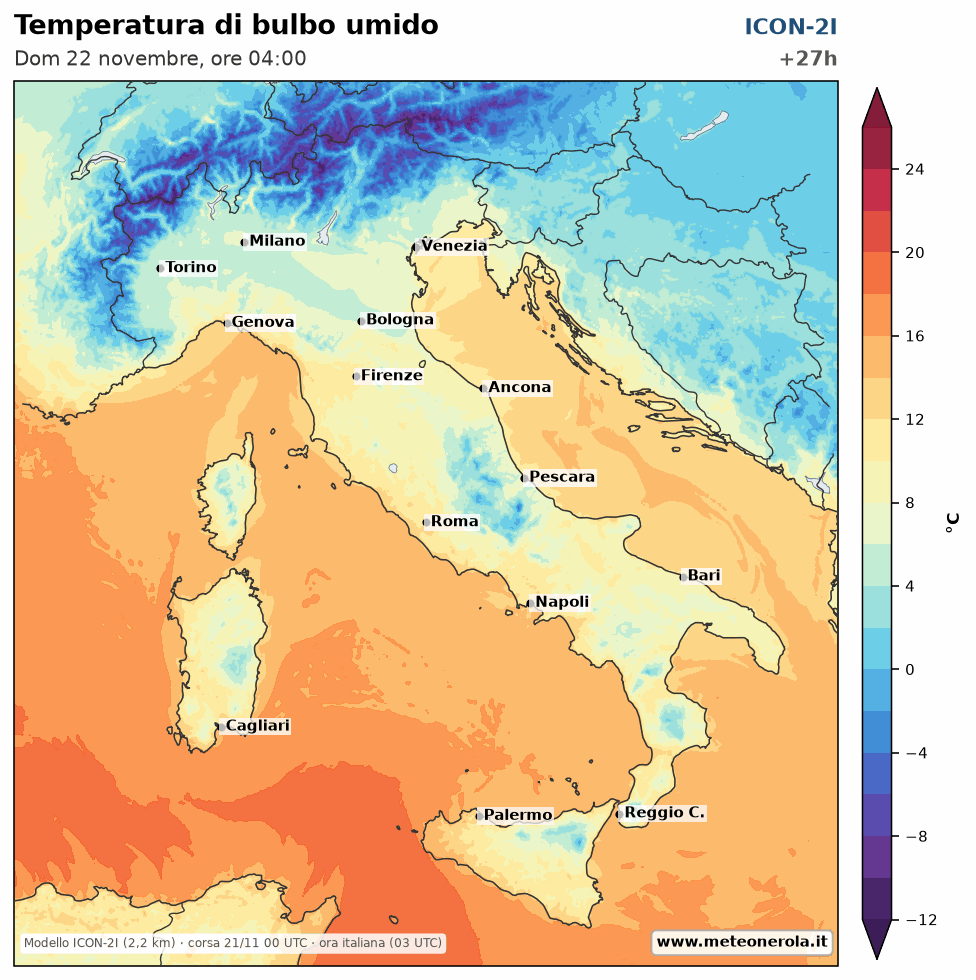 Temperatura di bulbo umido
ICON-2I
Dom 22 novembre, ore 04:00
+27h
Milano
Venezia
Torino
Genova
Bologna
Firenze
Ancona
Pescara
Roma
Bari
Napoli
Cagliari
Palermo
Reggio C.
24
20
16
12
8
4
0
−4
−8
−12
°C
Modello ICON-2I (2,2 km) · corsa 21/11 00 UTC · ora italiana (03 UTC)
www.meteonerola.it